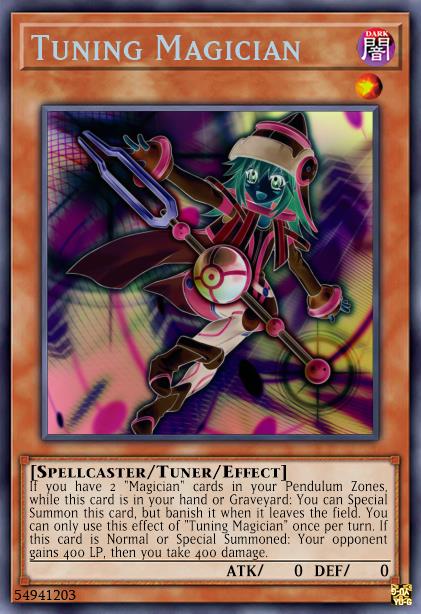 TUNING MAGICIAN
DARK
闇
[SPELLCASTER/TUNER/EFFECT]
If you have 2 "Magician" cards in your Pendulum Zones,
while this card is in your hand or Graveyard: You can Special
Summon this card, but banish it when it leaves the field. You
can only use this effect of "Tuning Magician" once per turn. If
this card is Normal or Special Summoned: Your opponent
gains 400 LP, then you take 400 damage.
ATK/ 0 DEF/ 0
54941203